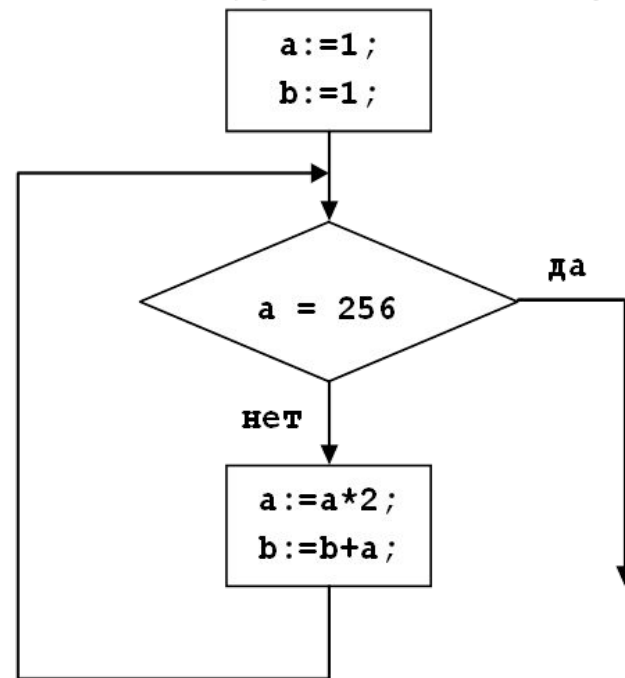 a:=1;
b:=1;
a = 256
да
нет
a:=a*2;
b:=b+a;